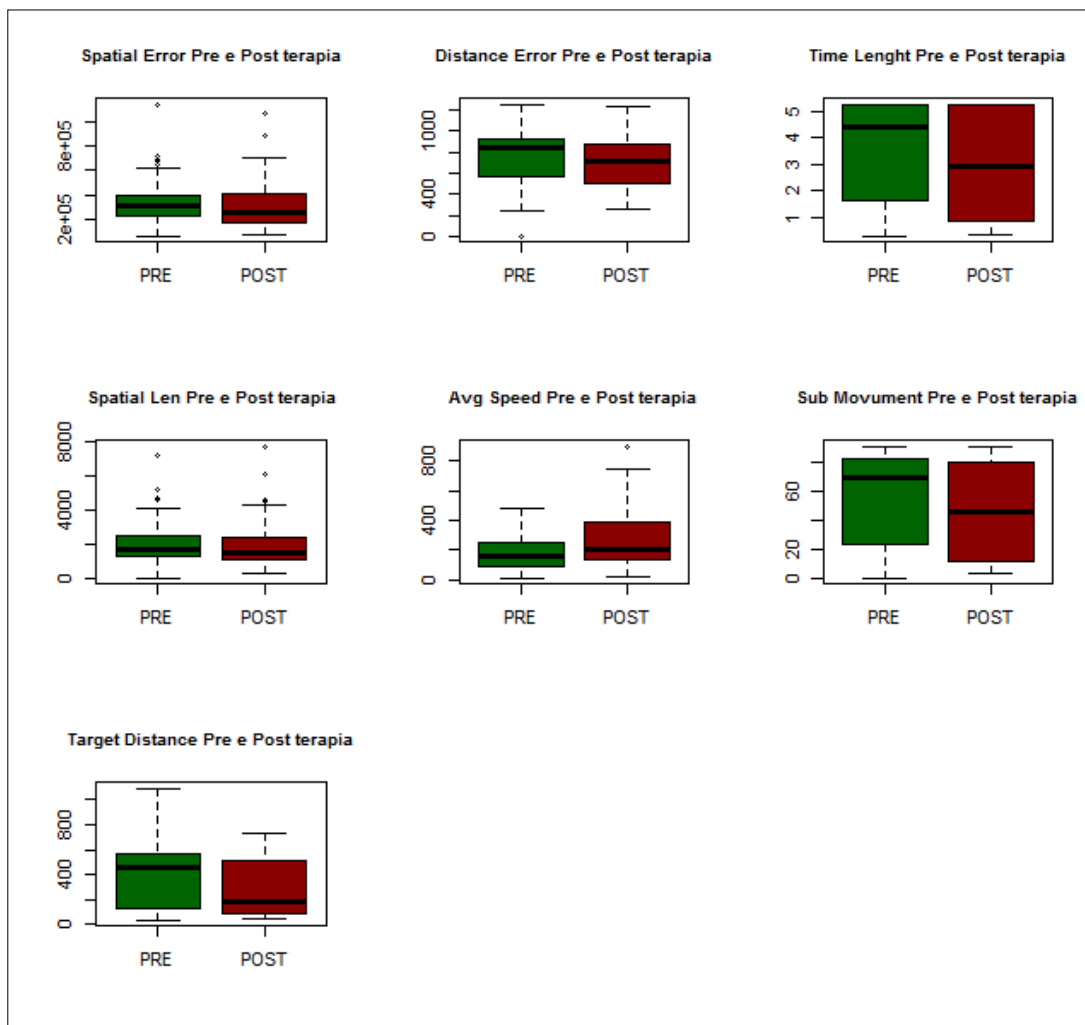 Spatial Error Pre e Post terapia
8e+05
2e+05
PRE POST
Distance Error Pre e Post terapia
1000
400
0
PRE POST
Time Lenght Pre e Post terapia
5
4
3
2
1
PRE POST
Spatial Len Pre e Post terapia
8000
4000
0
PRE POST
Avg Speed Pre e Post terapia
800
400
0
PRE POST
Sub Movument Pre e Post terapia
60
20
0
PRE POST
Target Distance Pre e Post terapia
800
400
0
PRE POST